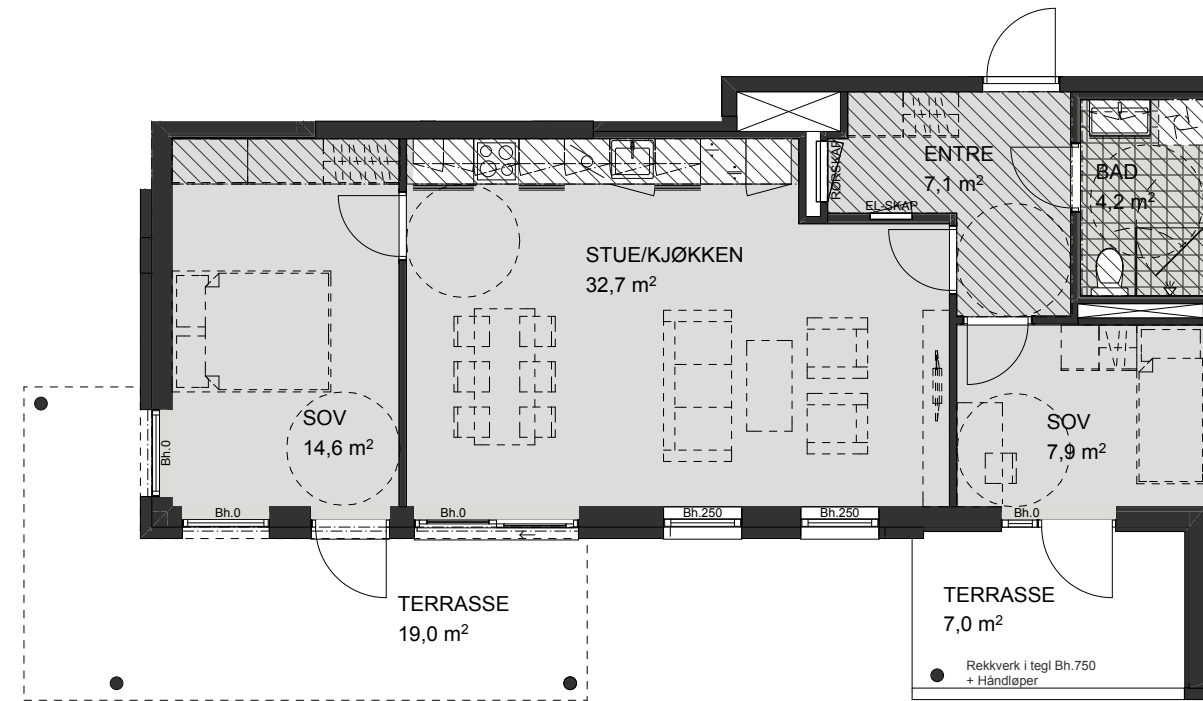 ENTRE
7,1 m²
BAD
4,2 m²
RØRSKAP
EL-SKAP
STUE/KJØKKEN
32,7 m²
SOV
14,6 m²
SOV
7,9 m²
Bh.0
Bh.0
Bh.0
Bh.250
Bh.250
Bh.0
TERRASSE
19,0 m²
TERRASSE
7,0 m²
Rekkverk i tegl Bh.750
+ Håndløper